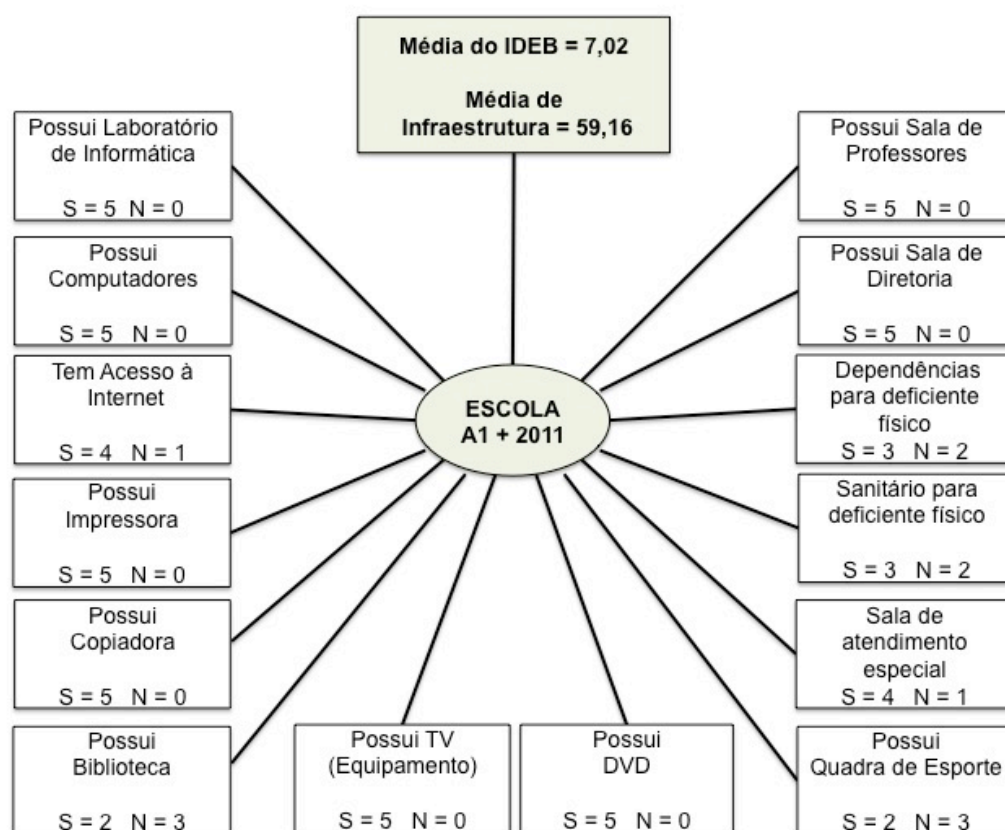 Média do IDEB = 7,02
Média de
Infraestrutura = 59,16
Possui Laboratório
de Informática
S = 5 N = 0
Possui
Computadores
S = 5 N = 0
Tem Acesso à
Internet
S = 4 N = 1
Possui
Impressora
S = 5 N = 0
Possui
Copiadora
S = 5 N = 0
Possui
Biblioteca
S = 2 N = 3
ESCOLA
A1 + 2011
Possui TV
(Equipamento)
S = 5 N = 0
Possui
DVD
S = 5 N = 0
Possui Sala de
Professores
S = 5 N = 0
Possui Sala de
Diretoria
S = 5 N = 0
Dependências
para deficiente
físico
S = 3 N = 2
Sanitário para
deficiente físico
S = 3 N = 2
Sala de
atendimento
especial
S = 4 N = 1
Possui
Quadra de Esporte
S = 2 N = 3